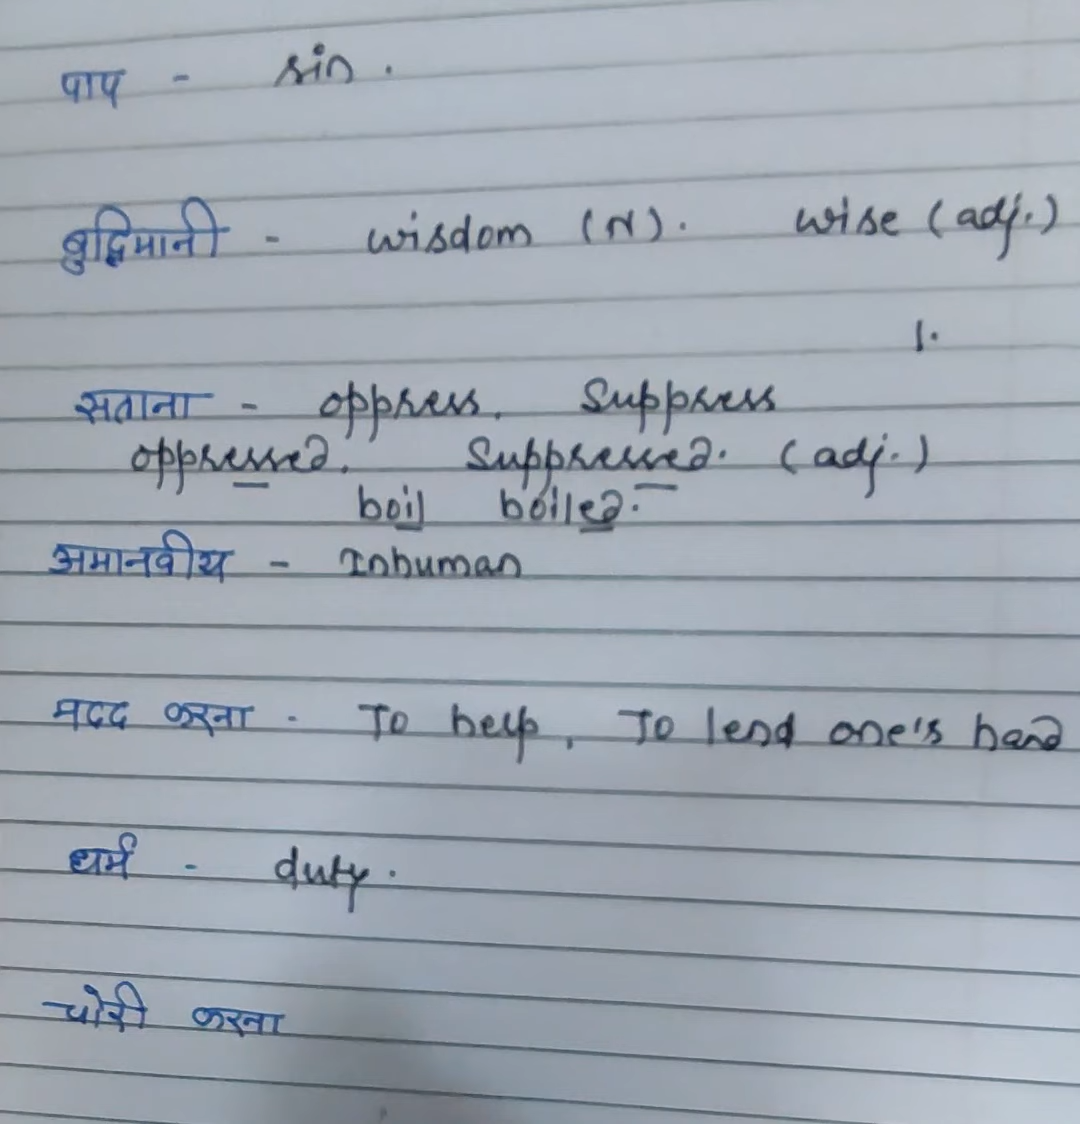 पाप - sin.
बुद्धिमानी - wisdom (N). wise (adj.)
1.
सताना - oppress. Suppress
oppressed. Suppressed. (adj.)
boil boiled.
अमानवीय - Inhuman
मदद करना - To help, To lend one's hand
धर्म - duty.
चोरी करना